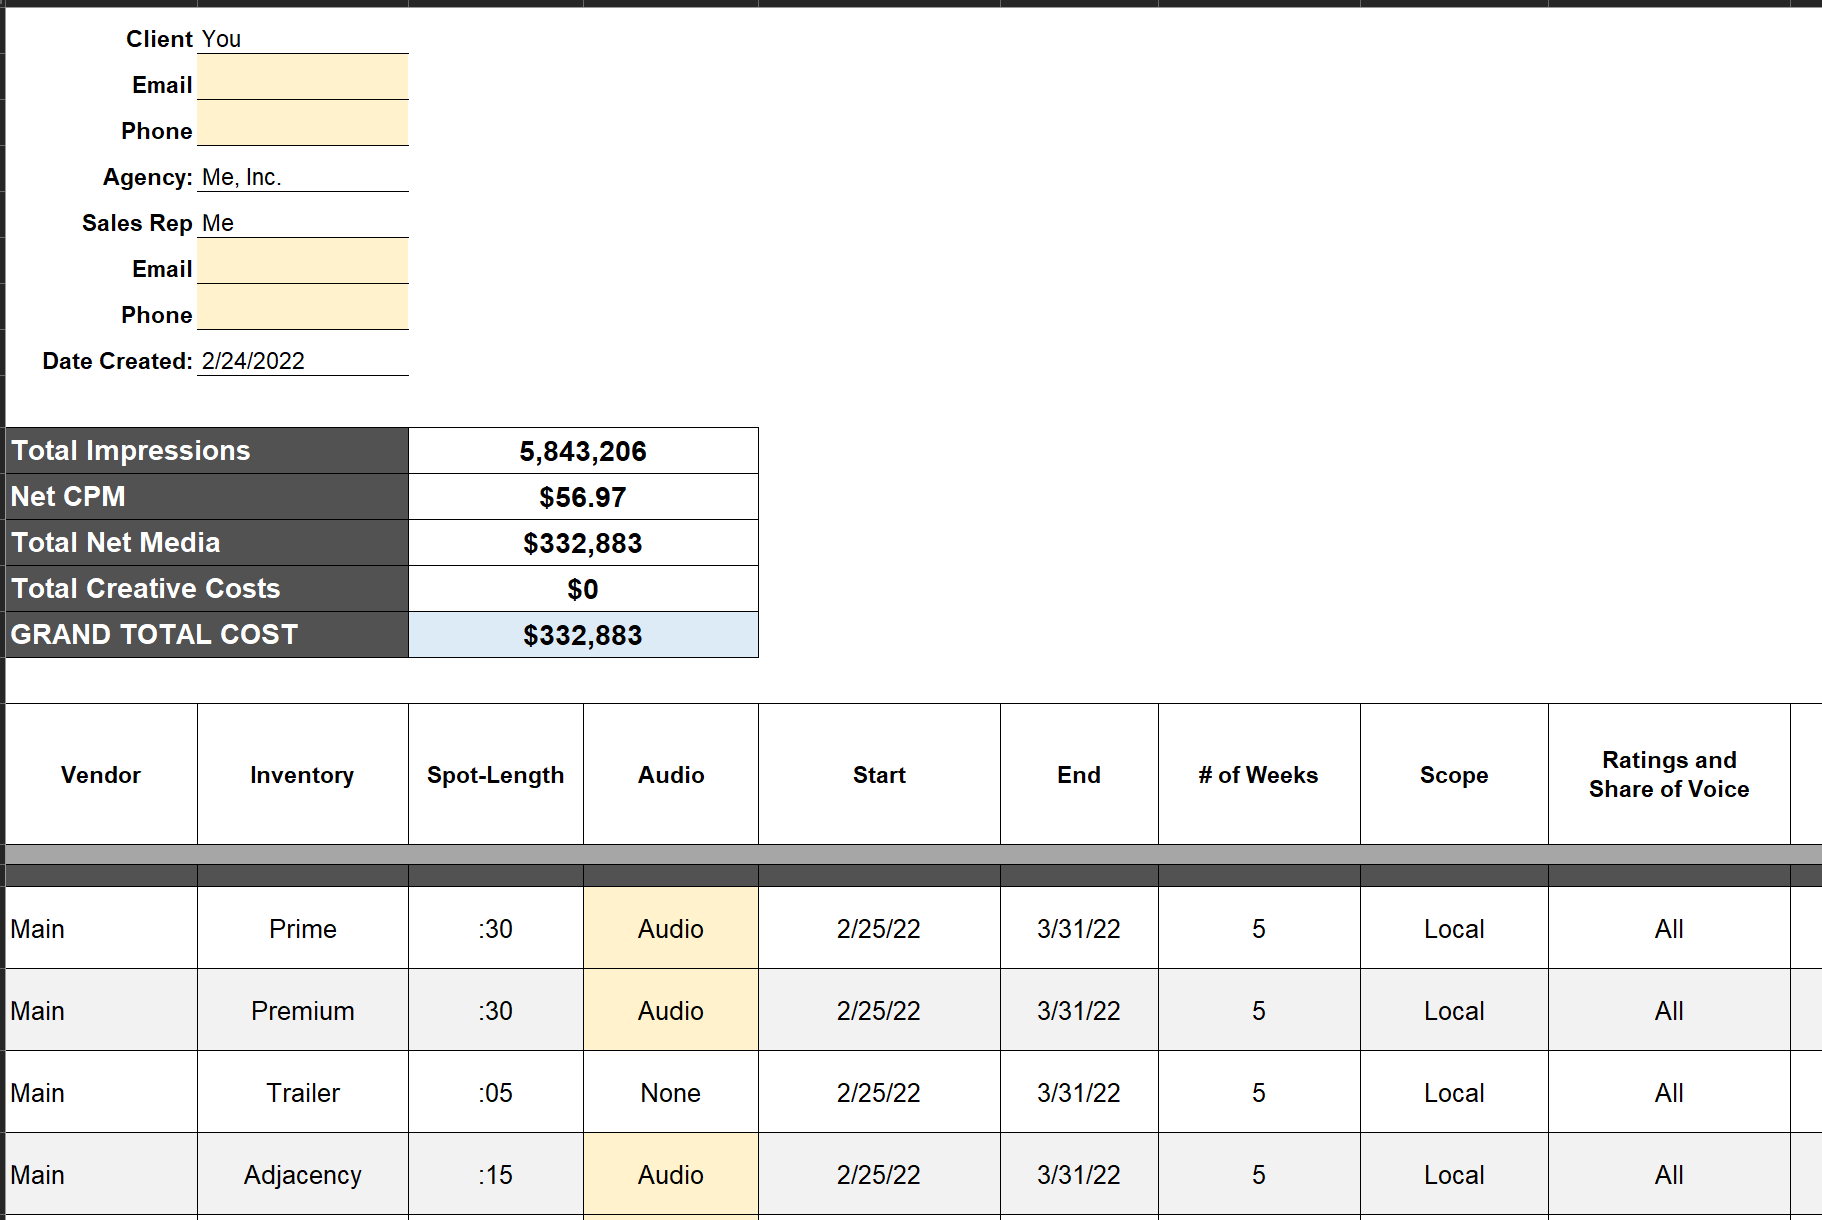 Client You
Email
Phone
Agency: Me, Inc.
Sales Rep Me
Email
Phone
Date Created: 2/24/2022
Total Impressions 5,843,206
Net CPM $56.97
Total Net Media $332,883
Total Creative Costs $0
GRAND TOTAL COST $332,883
Vendor Inventory Spot-Length Audio Start End # of Weeks Scope Ratings and
Share of Voice
Main Prime :30 Audio 2/25/22 3/31/22 5 Local All
Main Premium :30 Audio 2/25/22 3/31/22 5 Local All
Main Trailer :05 None 2/25/22 3/31/22 5 Local All
Main Adjacency :15 Audio 2/25/22 3/31/22 5 Local All